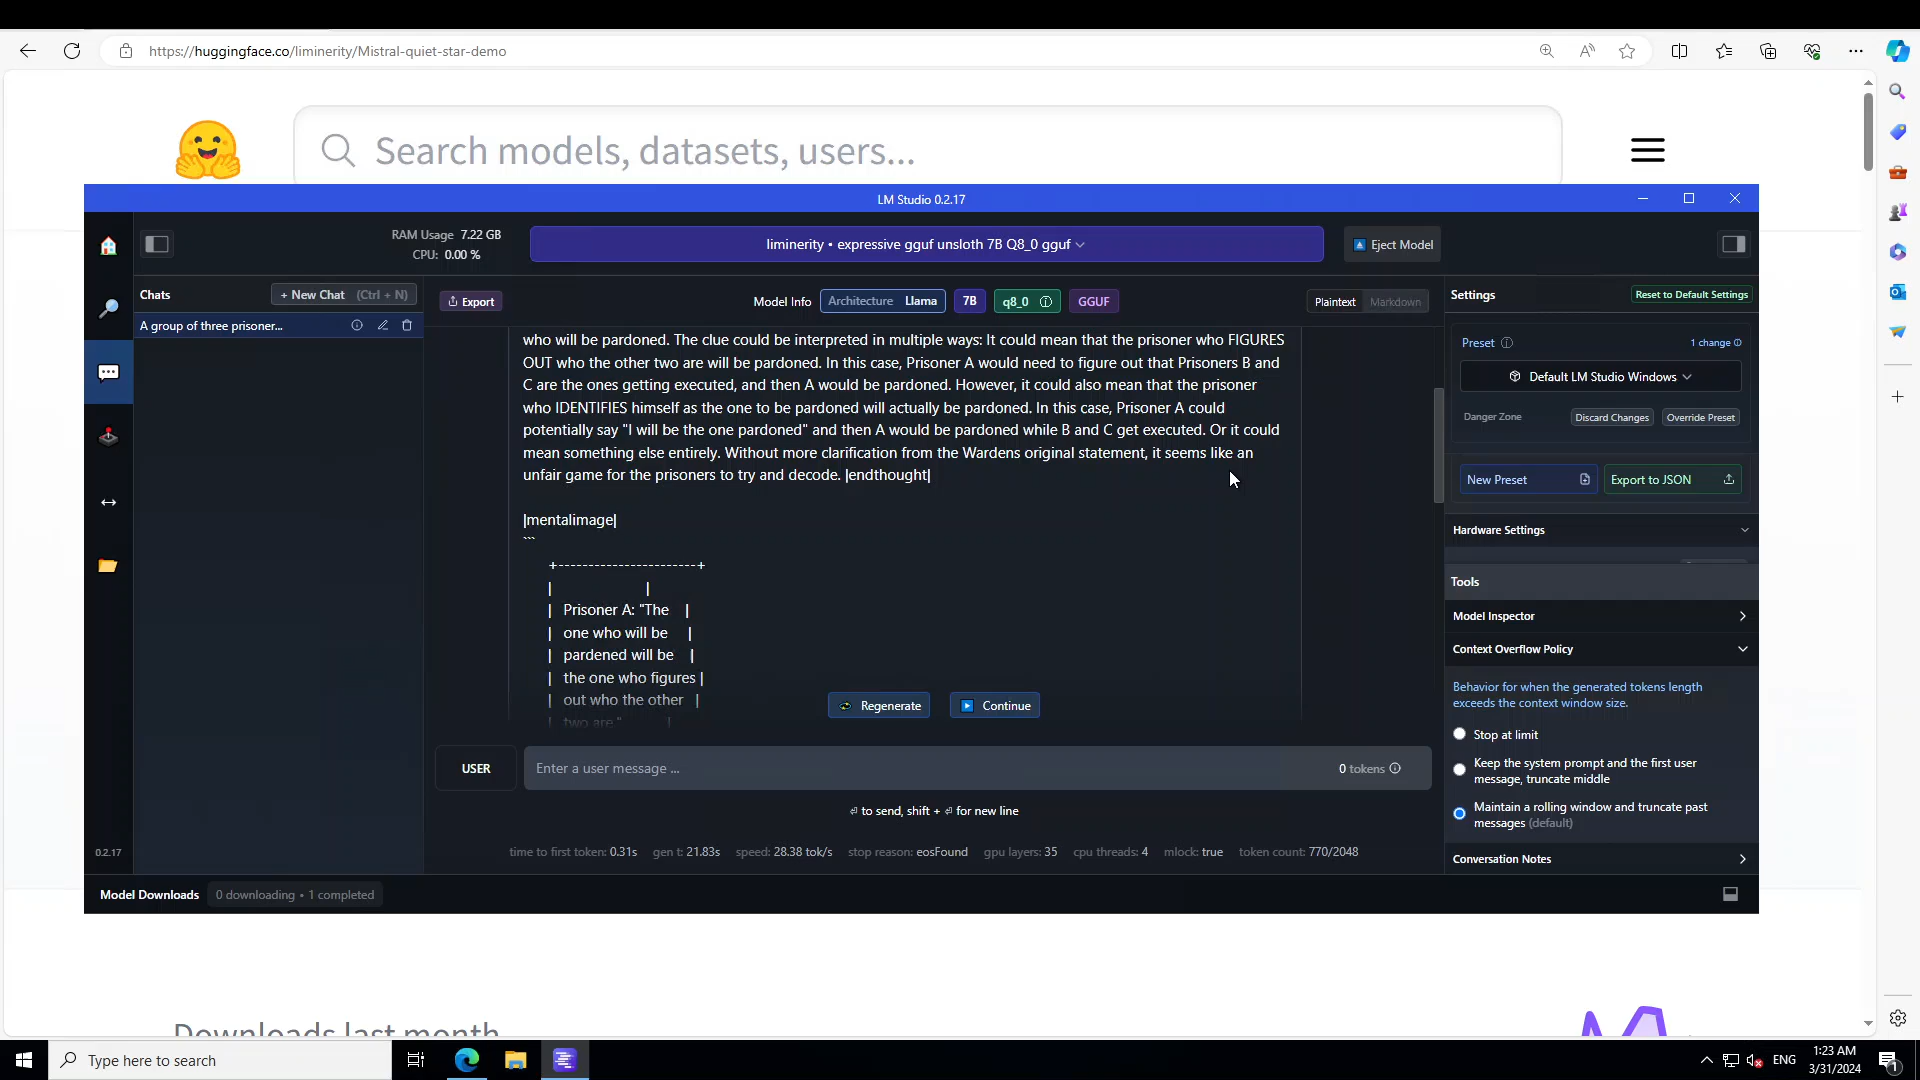 https://huggingface.co/liminerity/Mistral-quiet-star-demo
Search models, datasets, users...
LM Studio 0.2.17
RAM Usage 7.22 GB
CPU: 0.00 %
liminerity • expressive gguf unsloth 7B Q8_0 gguf
Eject Model
Chats
+ New Chat (Ctrl + N)
A group of three prisoner...
Export
Model Info Architecture Llama 7B q8_0 GGUF
Plaintext Markdown
who will be pardoned. The clue could be interpreted in multiple ways: It could mean that the prisoner who FIGURES
OUT who the other two are will be pardoned. In this case, Prisoner A would need to figure out that Prisoners B and
C are the ones getting executed, and then A would be pardoned. However, it could also mean that the prisoner
who IDENTIFIES himself as the one to be pardoned will actually be pardoned. In this case, Prisoner A could
potentially say "I will be the one pardoned" and then A would be pardoned while B and C get executed. Or it could
mean something else entirely. Without more clarification from the Wardens original statement, it seems like an
unfair game for the prisoners to try and decode. |endthought|
|mentalimage|
```
+-----------------------+
| |
| Prisoner A: "The |
| one who will be |
| pardened will be |
| the one who figures |
| out who the other |
| two are." |
Regenerate
Continue
USER
Enter a user message ...
0 tokens
⏎ to send, shift + ⏎ for new line
time to first token: 0.31s gen t: 21.83s speed: 28.38 tok/s stop reason: eosFound gpu layers: 35 cpu threads: 4 mlock: true token count: 770/2048
Settings
Reset to Default Settings
Preset
1 change
Default LM Studio Windows
Danger Zone
Discard Changes
Override Preset
New Preset
Export to JSON
Hardware Settings
Tools
Model Inspector
Context Overflow Policy
Behavior for when the generated tokens length
exceeds the context window size.
Stop at limit
Keep the system prompt and the first user
message, truncate middle
Maintain a rolling window and truncate past
messages (default)
Conversation Notes
0.2.17
Model Downloads 0 downloading • 1 completed
Downloads last month
Type here to search
ENG
1:23 AM
3/31/2024
1